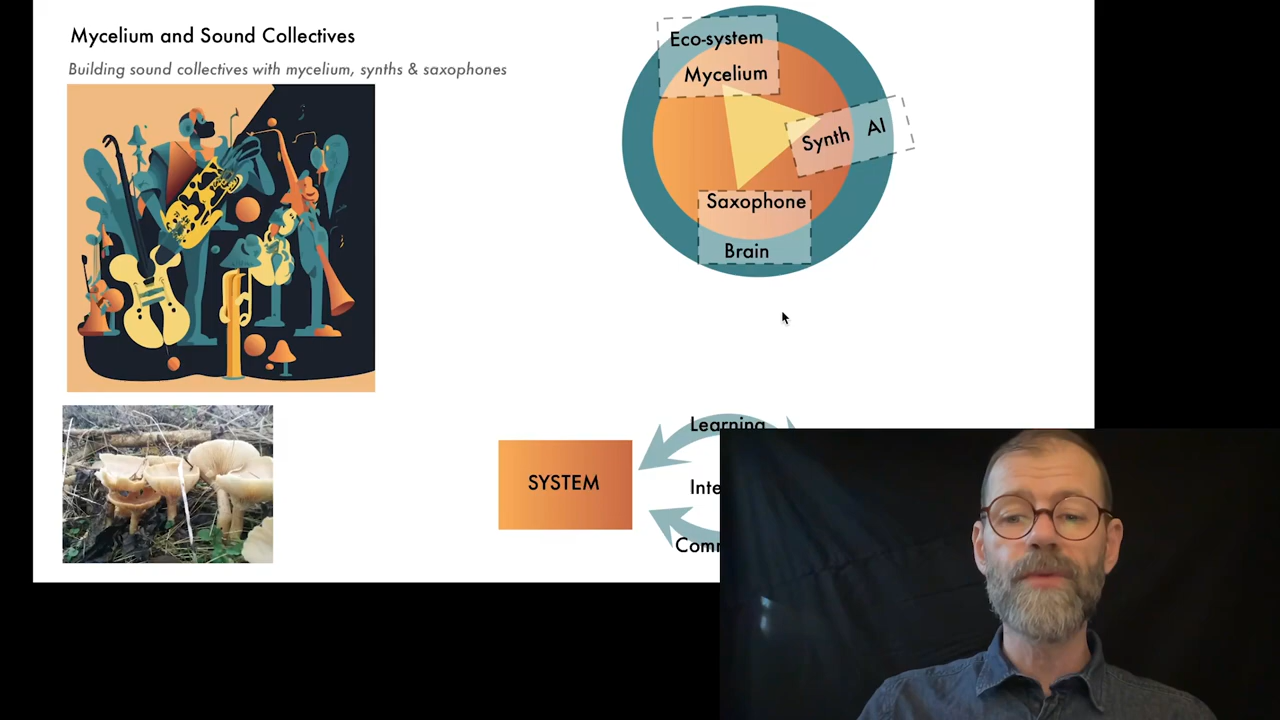 Mycelium and Sound Collectives
Building sound collectives with mycelium, synths & saxophones
Eco-system
Mycelium
Synth AI
Saxophone
Brain
Learning
SYSTEM
Inte
Com